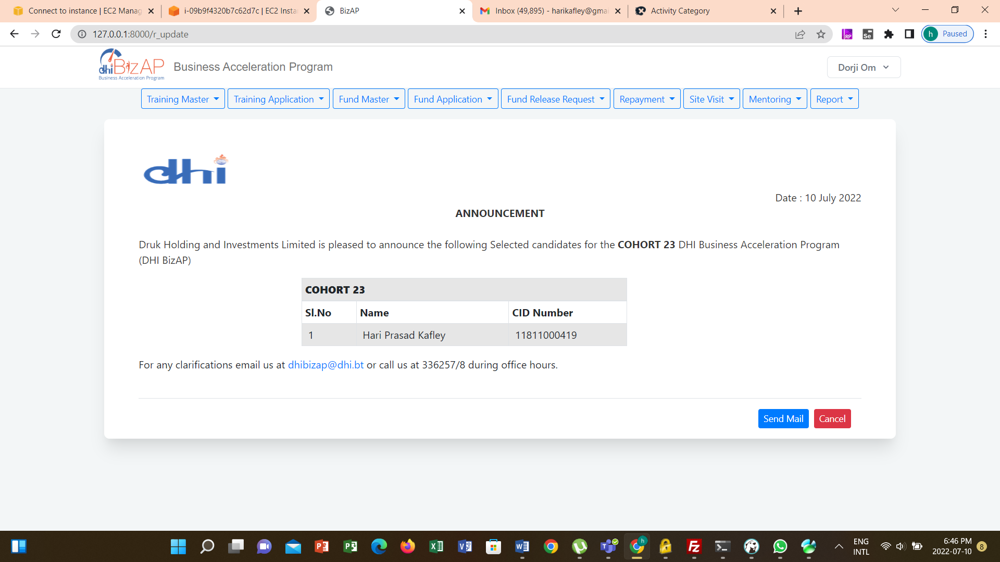 Connect to instance | EC2 Manag
i-09b9f4320b7c62d7c | EC2 Insta
BizAP
Inbox (49,895) - harikafley@gmai
Activity Category
127.0.0.1:8000/r_update
RP
Se
h Paused
dhi BizAP
Business Acceleration Program
Business Acceleration Program
Dorji Om
Training Master
Training Application
Fund Master
Fund Application
Fund Release Request
Repayment
Site Visit
Mentoring
Report
dhi
Date : 10 July 2022
ANNOUNCEMENT
Druk Holding and Investments Limited is pleased to announce the following Selected candidates for the COHORT 23 DHI Business Acceleration Program
(DHI BizAP)
COHORT 23
Sl.No Name CID Number
1 Hari Prasad Kafley 11811000419
For any clarifications email us at dhibizap@dhi.bt or call us at 336257/8 during office hours.
Send Mail
Cancel
h
ENG
INTL
6:46 PM
2022-07-10
8